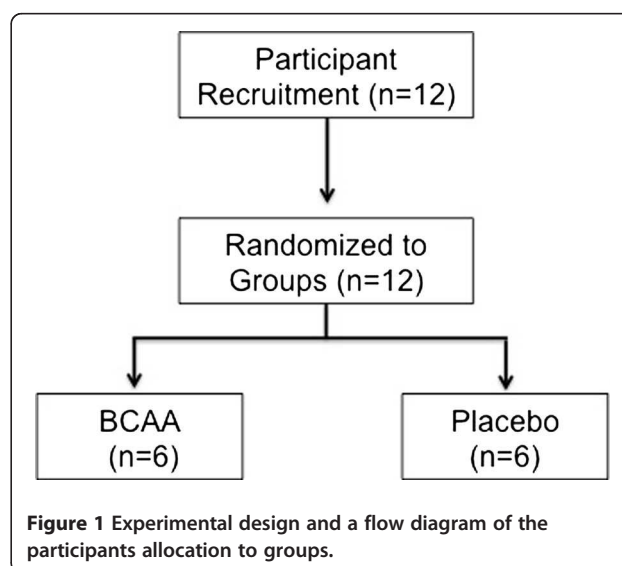 Participant
Recruitment (n=12)
Randomized to
Groups (n=12)
BCAA
(n=6)
Placebo
(n=6)
Figure 1 Experimental design and a flow diagram of the
participants allocation to groups.